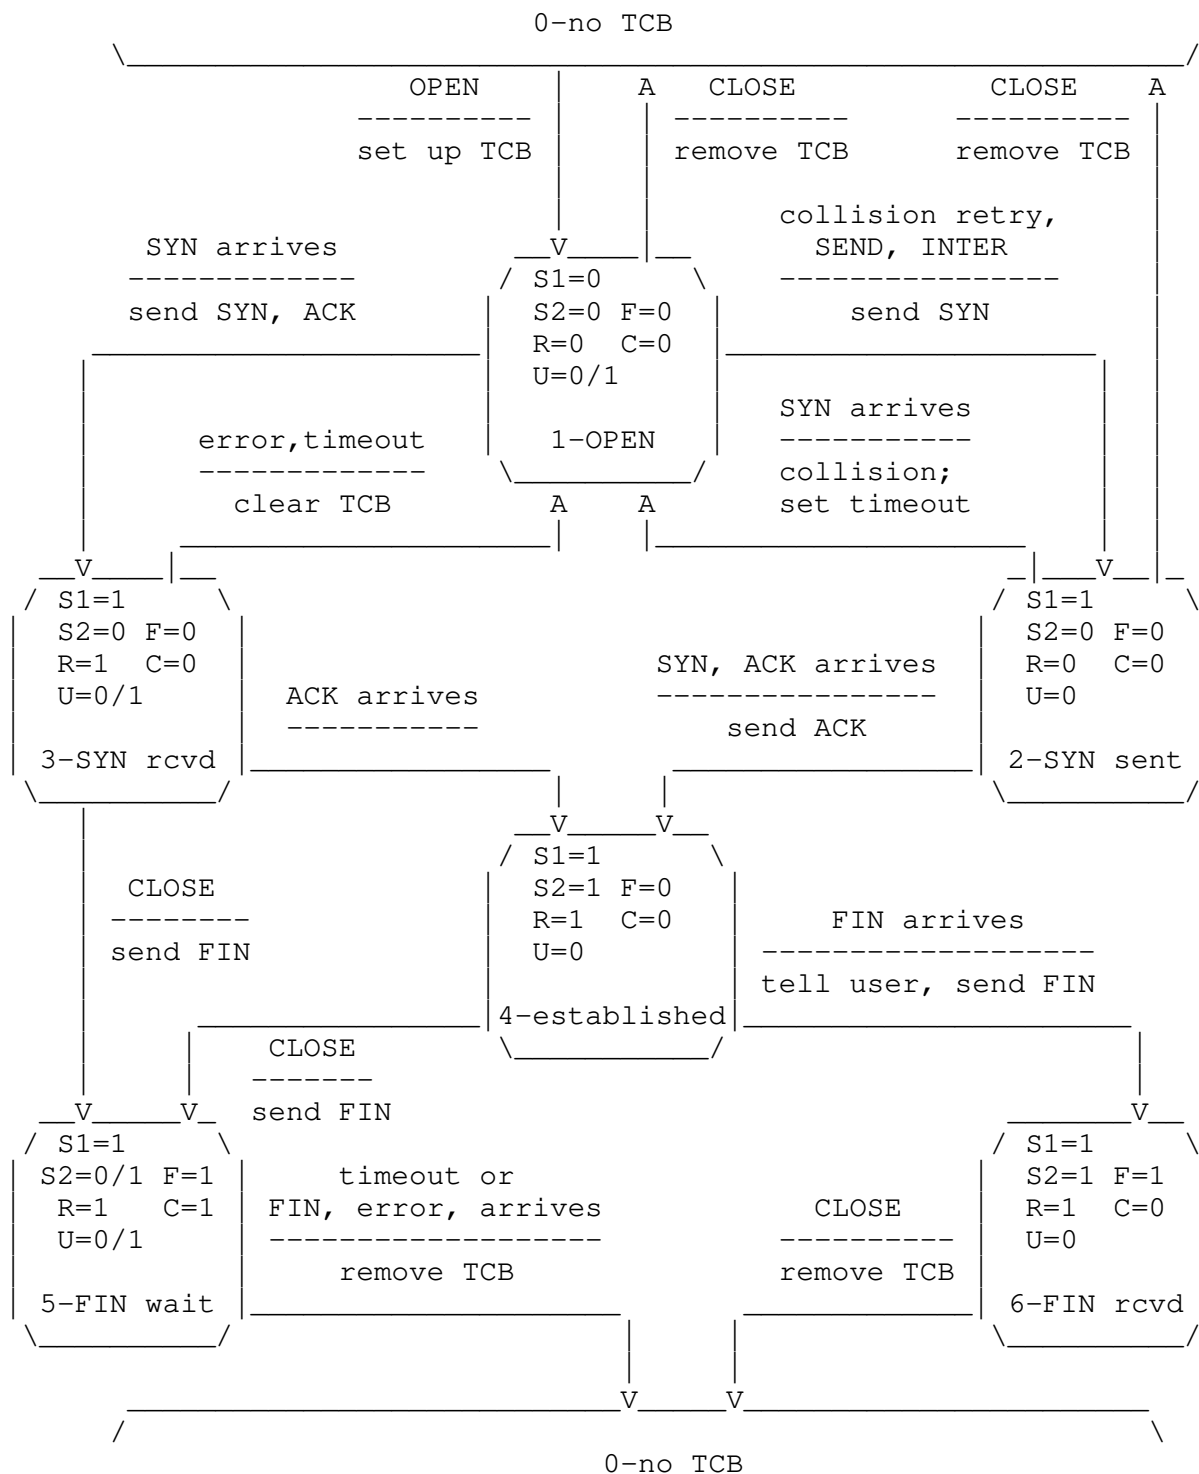 0-no TCB
OPEN A CLOSE CLOSE A
---------- ---------- ----------
set up TCB remove TCB remove TCB
collision retry,
SYN arrives V SEND, INTER
------------- S1=0 ----------------
send SYN, ACK S2=0 F=0 send SYN
R=0 C=0
U=0/1
SYN arrives
error,timeout 1-OPEN -----------
------------- collision;
clear TCB A A set timeout
V V
S1=1 S1=1
S2=0 F=0 S2=0 F=0
R=1 C=0 SYN, ACK arrives R=0 C=0
U=0/1 ACK arrives ---------------- U=0
----------- send ACK
3-SYN rcvd 2-SYN sent
V V
S1=1
CLOSE S2=1 F=0
-------- R=1 C=0 FIN arrives
send FIN U=0 -------------------
tell user, send FIN
4-established
CLOSE
-------
V V send FIN V
S1=1 S1=1
S2=0/1 F=1 timeout or S2=1 F=1
R=1 C=1 FIN, error, arrives CLOSE R=1 C=0
U=0/1 ------------------- ---------- U=0
remove TCB remove TCB
5-FIN wait 6-FIN rcvd
V V
0-no TCB